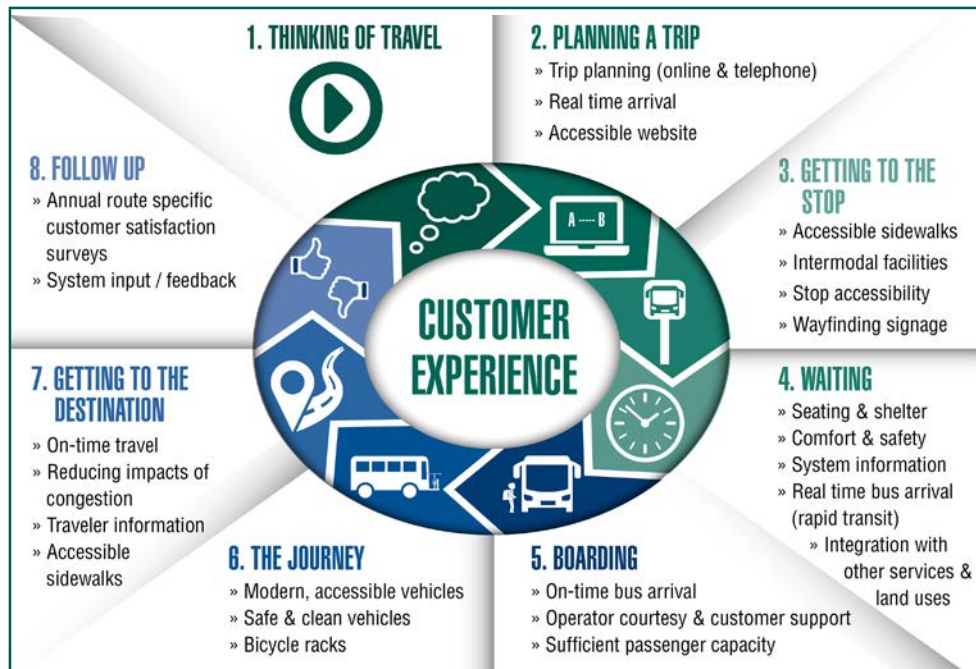 1. THINKING OF TRAVEL
2. PLANNING A TRIP
» Trip planning (online & telephone)
» Real time arrival
» Accessible website
3. GETTING TO THE
STOP
» Accessible sidewalks
» Intermodal facilities
» Stop accessibility
» Wayfinding signage
4. WAITING
» Seating & shelter
» Comfort & safety
» System information
» Real time bus arrival
(rapid transit)
» Integration with
other services &
land uses
5. BOARDING
» On-time bus arrival
» Operator courtesy & customer support
» Sufficient passenger capacity
6. THE JOURNEY
» Modern, accessible vehicles
» Safe & clean vehicles
» Bicycle racks
7. GETTING TO THE
DESTINATION
» On-time travel
» Reducing impacts of
congestion
» Traveler information
» Accessible
sidewalks
8. FOLLOW UP
» Annual route specific
customer satisfaction
surveys
» System input / feedback
A ---- B
CUSTOMER
EXPERIENCE